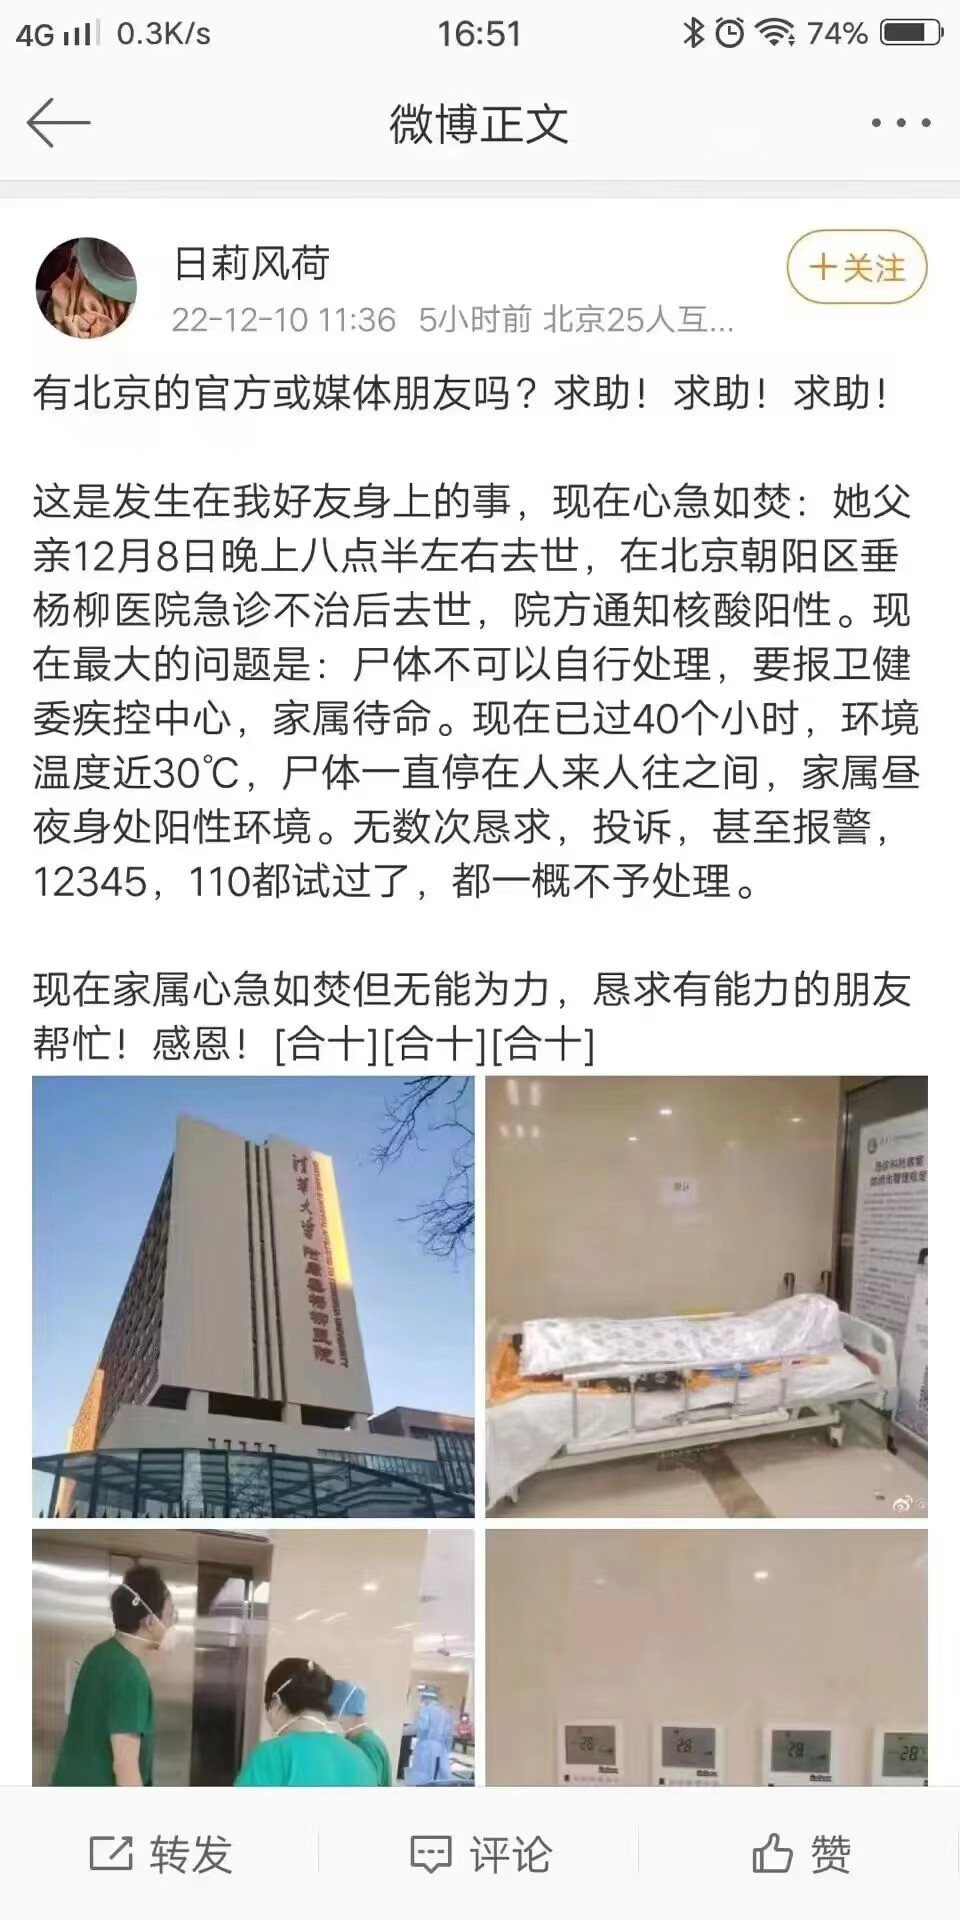 4G 0.3K/s 16:51 74%
微博正文
日莉风荷
+关注
22-12-10 11:36 5小时前 北京25人互...
有北京的官方或媒体朋友吗？求助！求助！求助！
这是发生在我好友身上的事，现在心急如焚：她父
亲12月8日晚上八点半左右去世，在北京朝阳区垂
杨柳医院急诊不治后去世，院方通知核酸阳性。现
在最大的问题是：尸体不可以自行处理，要报卫健
委疾控中心，家属待命。现在已过40个小时，环境
温度近30℃，尸体一直停在人来人往之间，家属昼
夜身处阳性环境。无数次恳求，投诉，甚至报警，
12345，110都试过了，都一概不予处理。
现在家属心急如焚但无能为力，恳求有能力的朋友
帮忙！感恩！[合十][合十][合十]
清华大学附属垂杨柳医院
28
28
28
28
转发
评论
赞